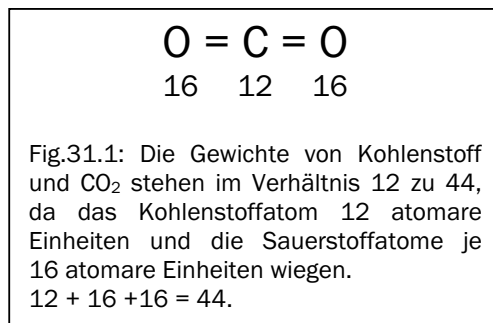 O = C = O
16 12 16
Fig.31.1: Die Gewichte von Kohlenstoff
und CO₂ stehen im Verhältnis 12 zu 44,
da das Kohlenstoffatom 12 atomare
Einheiten und die Sauerstoffatome je
16 atomare Einheiten wiegen.
12 + 16 +16 = 44.